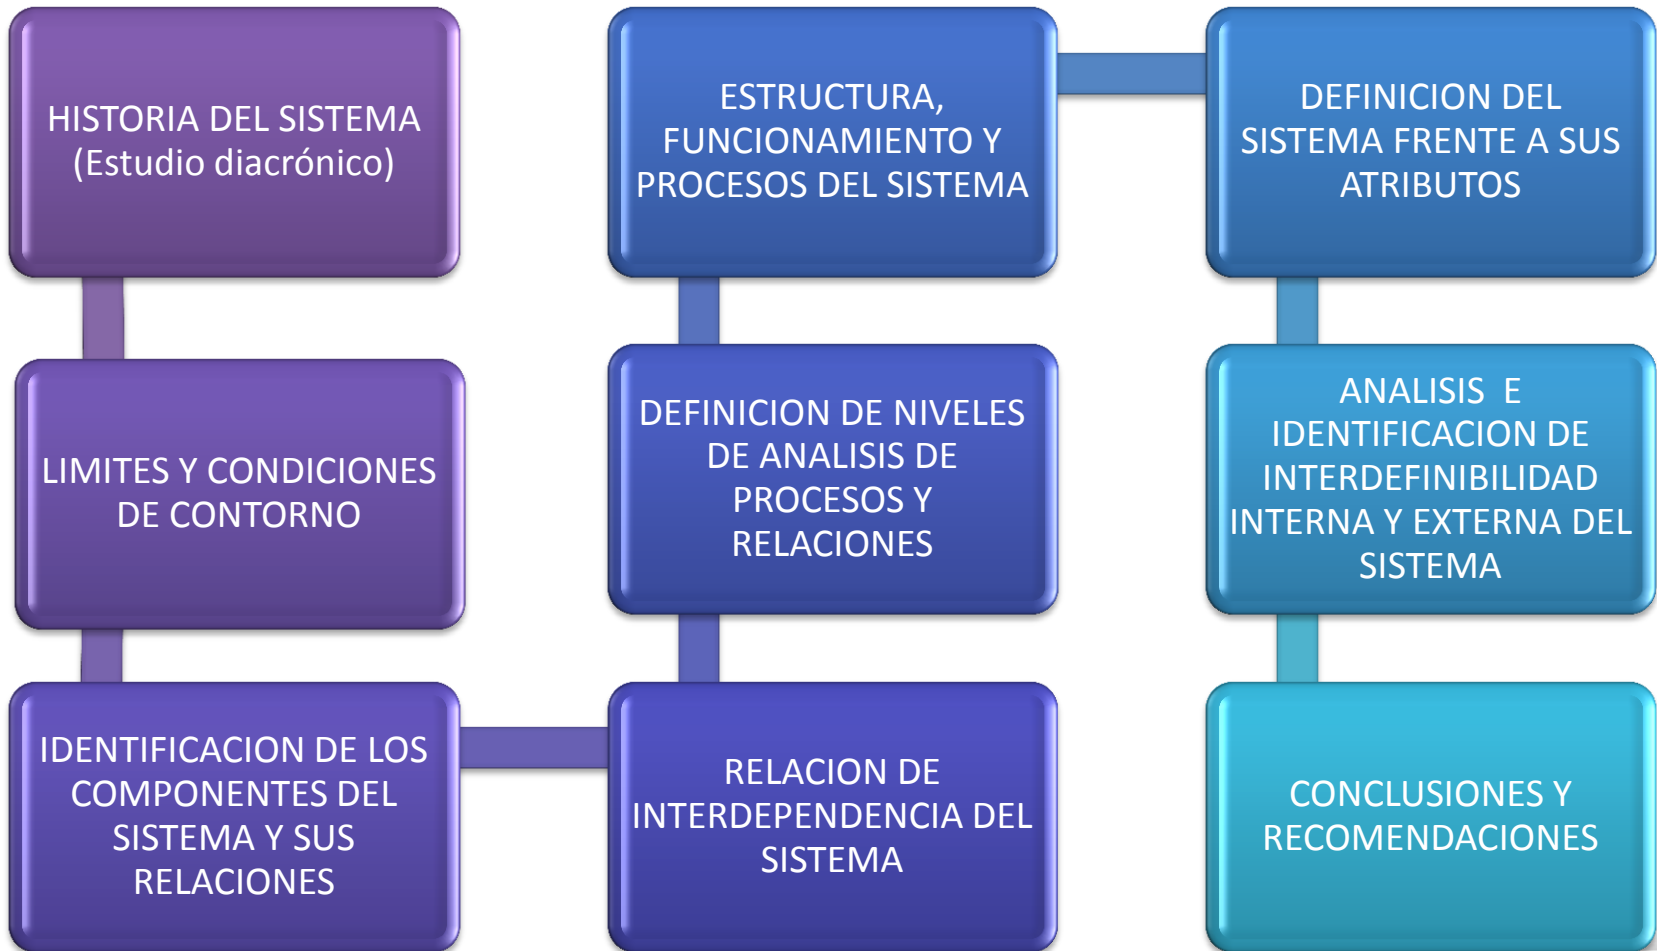 HISTORIA DEL SISTEMA
(Estudio diacrónico)
LIMITES Y CONDICIONES
DE CONTORNO
IDENTIFICACION DE LOS
COMPONENTES DEL
SISTEMA Y SUS
RELACIONES
RELACION DE
INTERDEPENDENCIA DEL
SISTEMA
DEFINICION DE NIVELES
DE ANALISIS DE
PROCESOS Y
RELACIONES
ESTRUCTURA,
FUNCIONAMIENTO Y
PROCESOS DEL SISTEMA
DEFINICION DEL
SISTEMA FRENTE A SUS
ATRIBUTOS
ANALISIS E
IDENTIFICACION DE
INTERDEFINIBILIDAD
INTERNA Y EXTERNA DEL
SISTEMA
CONCLUSIONES Y
RECOMENDACIONES